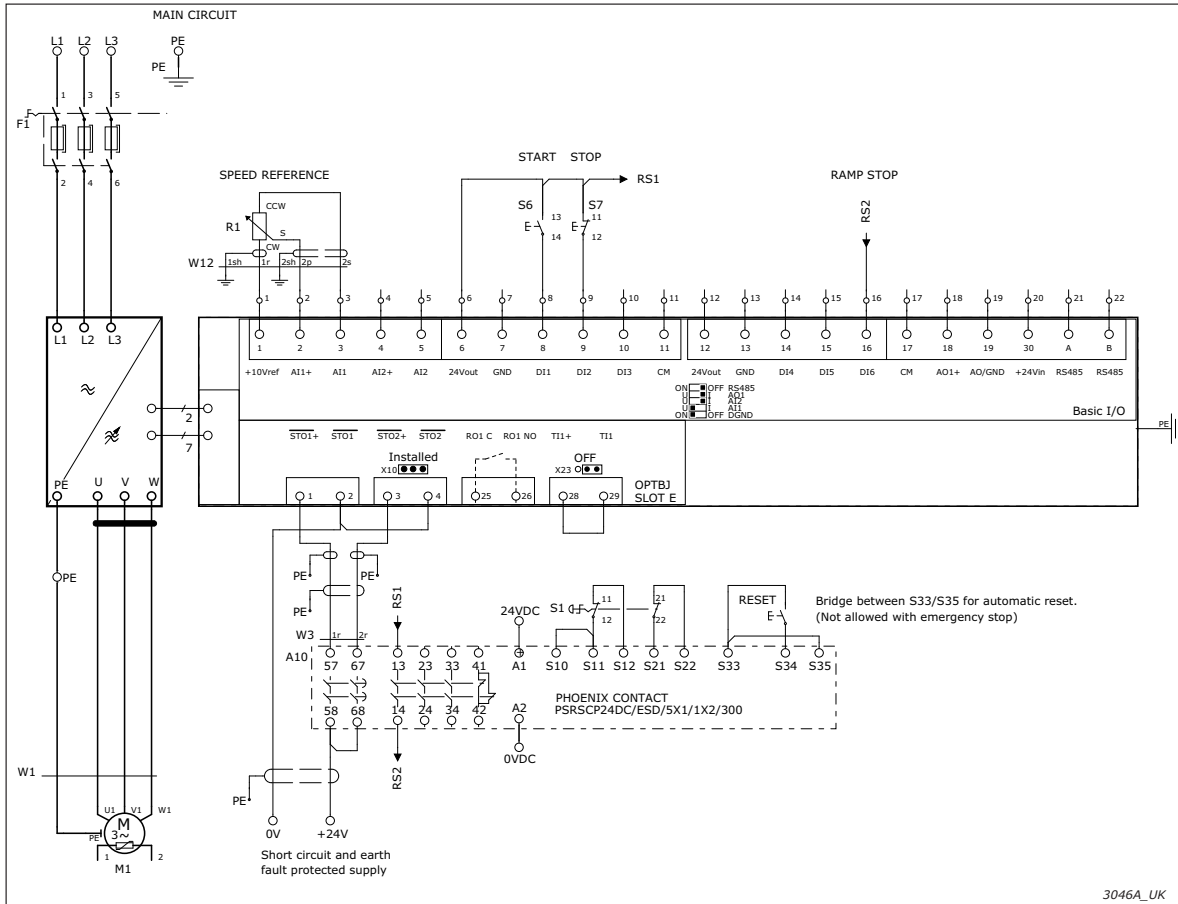 MAIN CIRCUIT
L1 L2 L3 PE
PE
1 3 5
F1
2 4 6
START STOP
RS1
SPEED REFERENCE
RAMP STOP
CCW
R1
S
CW
S6 13 14
S7 11 12
RS2
W12 1sh 1r 2sh 2p 2s
1 2 3 4 5 6 7 8 9 10 11 12 13 14 15 16 17 18 19 20 21 22
L1 L2 L3
1 2 3 4 5 6 7 8 9 10 11 12 13 14 15 16 17 18 19 30 A B
+10Vref AI1+ AI1 AI2+ AI2 24Vout GND DI1 DI2 DI3 CM 24Vout GND DI4 DI5 DI6 CM AO1+ AO/GND +24Vin RS485 RS485
ON OFF RS485
U I AO1
U I AI2
U I AI1
ON OFF DGND
Basic I/O
2
7
PE
STO1+ STO1 STO2+ STO2 RO1 C RO1 NO TI1+ TI1
Installed
X10
OFF
X23
OPTBJ
SLOT E
PE U V W
1 2 3 4 25 26 28 29
PE
PE PE
PE
RS1
24VDC
S1 11 12 21 22
RESET
Bridge between S33/S35 for automatic reset.
(Not allowed with emergency stop)
W3 1r 2r
A10
57 67 13 23 33 41 A1 S10 S11 S12 S21 S22 S33 S34 S35
PHOENIX CONTACT
PSRSCP24DC/ESD/5X1/1X2/300
58 68 14 24 34 42 A2
RS2
0VDC
W1
PE
U1 V1 W1
M
3~
PE
1 2
M1
0V +24V
Short circuit and earth
fault protected supply
3046A_UK